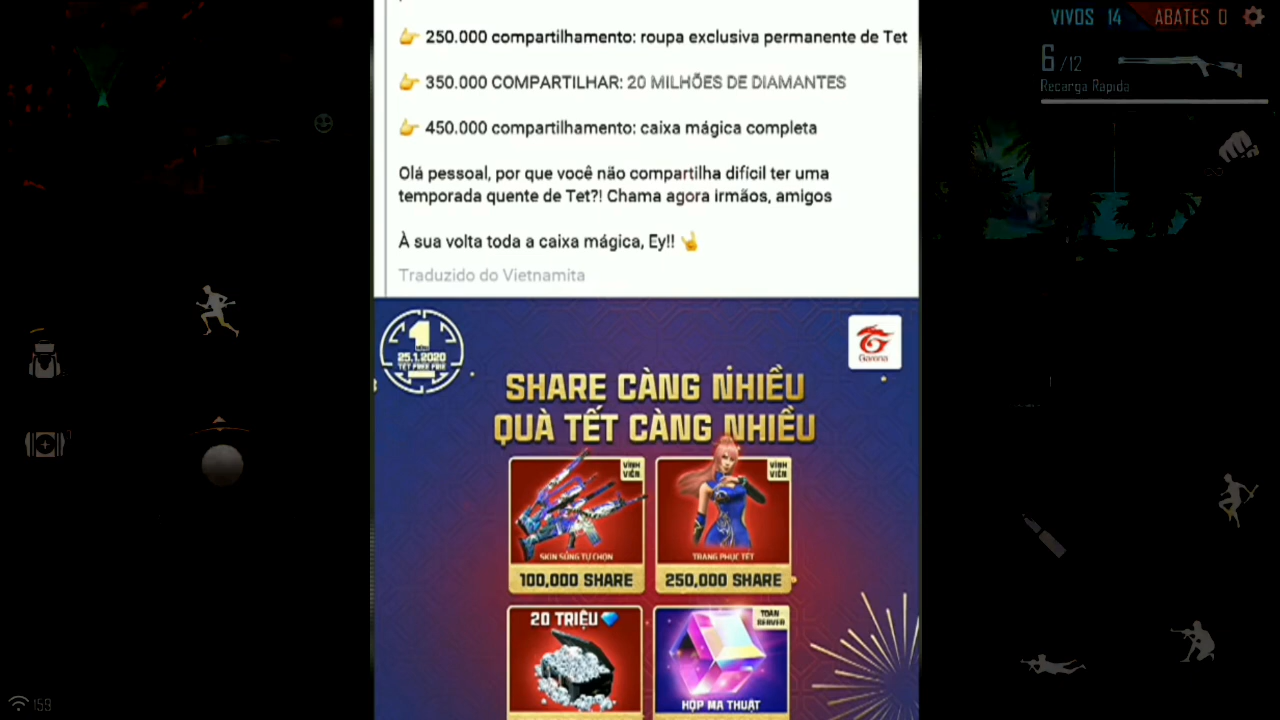 250.000 compartilhamento: roupa exclusiva permanente de Tet
350.000 COMPARTILHAR: 20 MILHÕES DE DIAMANTES
450.000 compartilhamento: caixa mágica completa
Olá pessoal, por que você não compartilha difícil ter uma
temporada quente de Tet?! Chama agora irmãos, amigos
À sua volta toda a caixa mágica, Ey!!
Traduzido do Vietnamita
1
25.1.2020
TẾT FREE FIRE
Garena
SHARE CÀNG NHIỀU
QUÀ TẾT CÀNG NHIỀU
VĨNH
VIỄN
SKIN SÚNG TỰ CHỌN
100,000 SHARE
VĨNH
VIỄN
TRANG PHỤC TẾT
250,000 SHARE
20 TRIỆU
TOÀN
SERVER
HỘP MA THUẬT
VIVOS 14
ABATES 0
6/12
Recarga Rapida
159